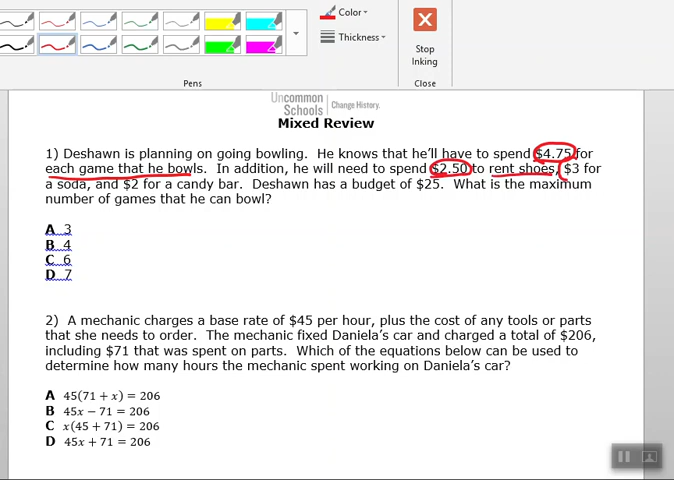 Color
Thickness
Stop
Inking
Pens
Close
Uncommon
Schools
Change History.
Mixed Review
1) Deshawn is planning on going bowling. He knows that he'll have to spend $4.75 for
each game that he bowls. In addition, he will need to spend $2.50 to rent shoes, $3 for
a soda, and $2 for a candy bar. Deshawn has a budget of $25. What is the maximum
number of games that he can bowl?
A 3
B 4
C 6
D 7
2) A mechanic charges a base rate of $45 per hour, plus the cost of any tools or parts
that she needs to order. The mechanic fixed Daniela's car and charged a total of $206,
including $71 that was spent on parts. Which of the equations below can be used to
determine how many hours the mechanic spent working on Daniela's car?
A 45(71 + x) = 206
B 45x − 71 = 206
C x(45 + 71) = 206
D 45x + 71 = 206